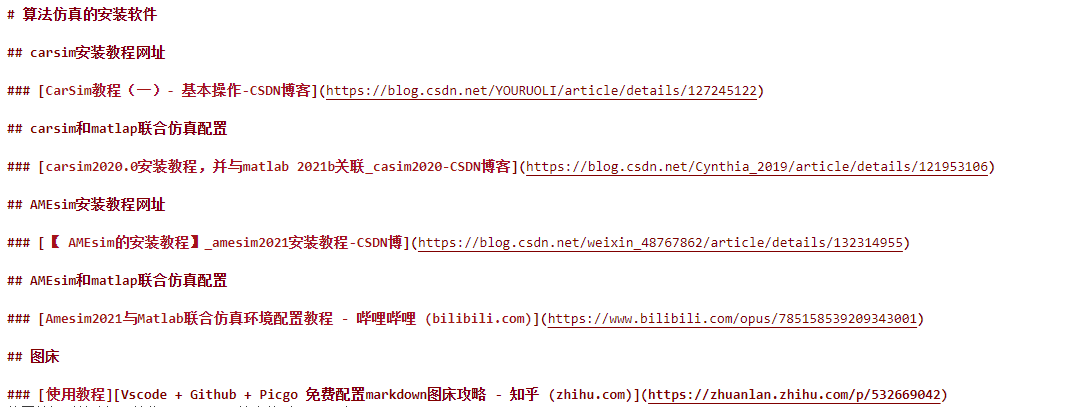 # 算法仿真的安装软件
## carsim安装教程网址
### [CarSim教程（一）- 基本操作-CSDN博客](https://blog.csdn.net/YOURUOLI/article/details/127245122)
## carsim和matlap联合仿真配置
### [carsim2020.0安装教程，并与matlab 2021b关联_casim2020-CSDN博客](https://blog.csdn.net/Cynthia_2019/article/details/121953106)
## AMEsim安装教程网址
### [【 AMEsim的安装教程】_amesim2021安装教程-CSDN博](https://blog.csdn.net/weixin_48767862/article/details/132314955)
## AMEsim和matlap联合仿真配置
### [Amesim2021与Matlab联合仿真环境配置教程 - 哔哩哔哩 (bilibili.com)](https://www.bilibili.com/opus/785158539209343001)
## 图床
### [使用教程][Vscode + Github + Picgo 免费配置markdown图床攻略 - 知乎 (zhihu.com)](https://zhuanlan.zhihu.com/p/532669042)